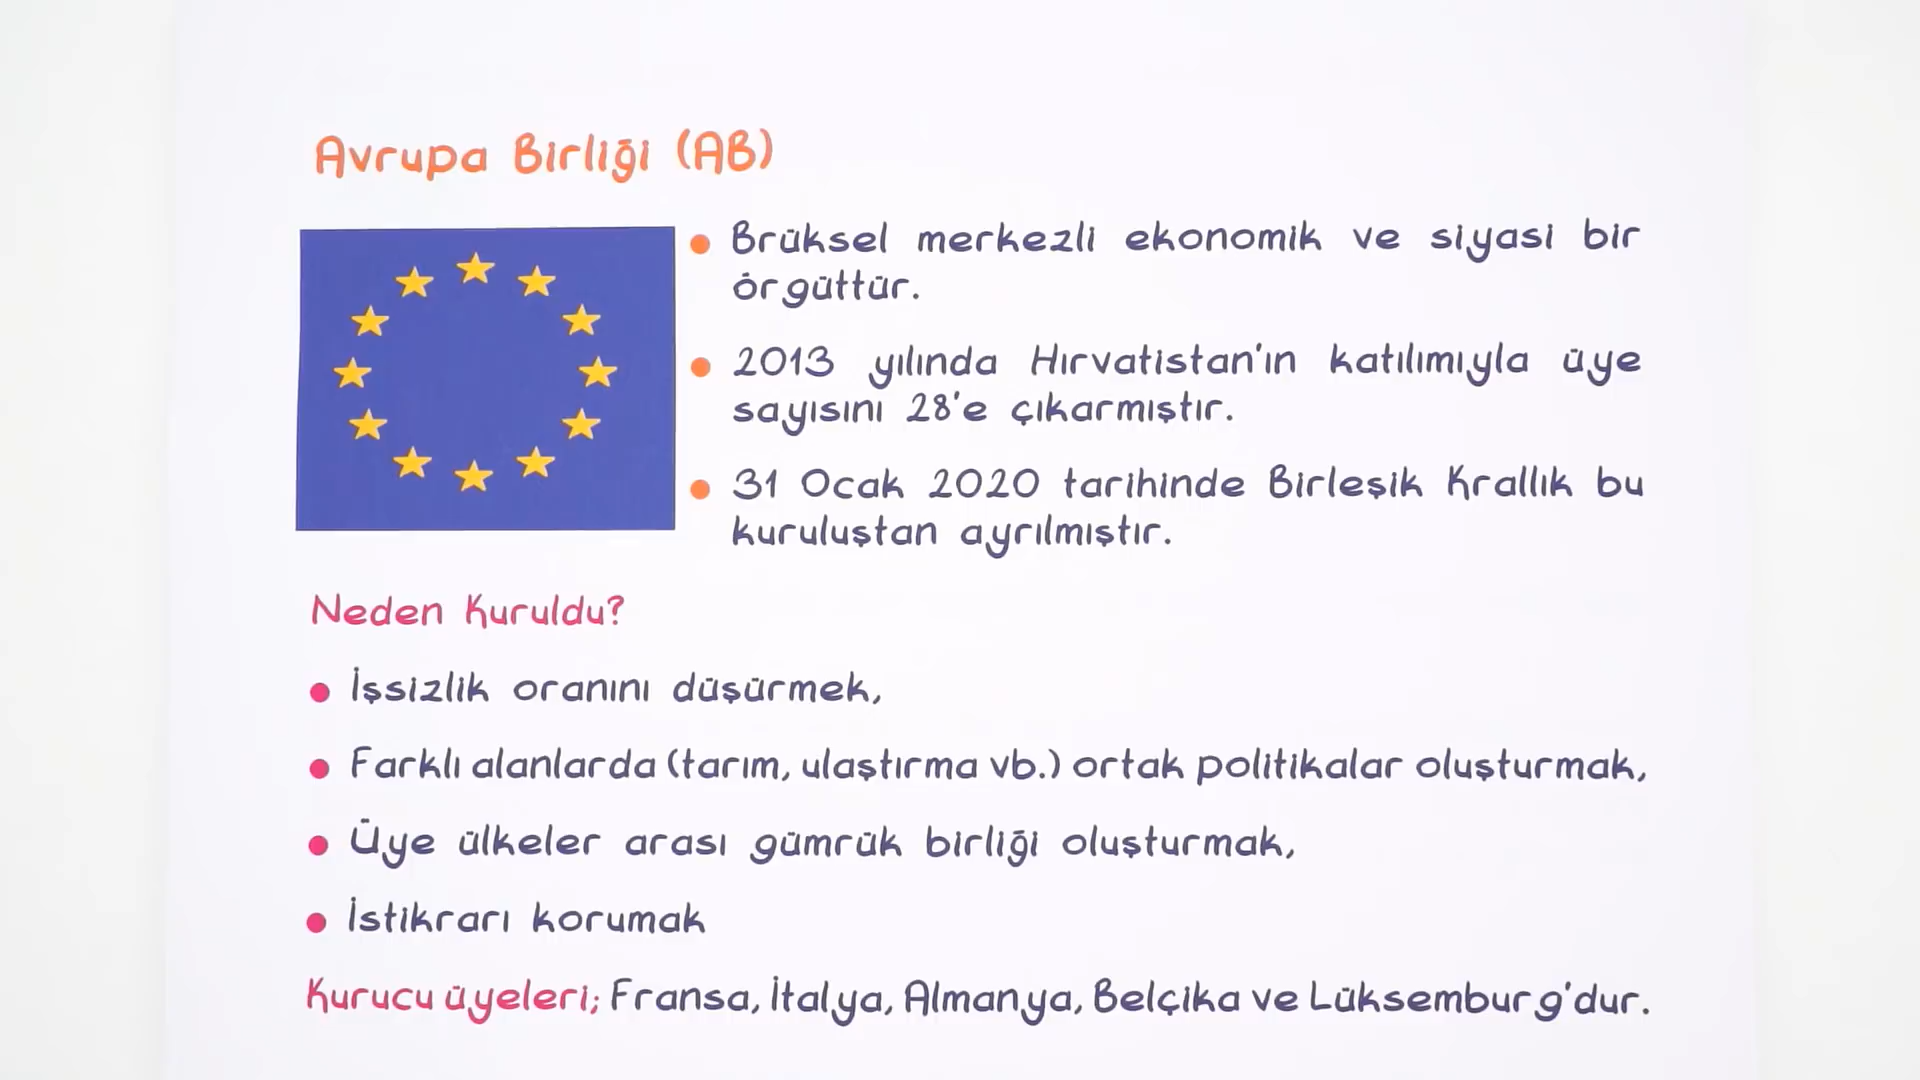 Avrupa Birliği (AB)
Brüksel merkezli ekonomik ve siyasi bir
örgüttür.
2013 yılında Hırvatistan'ın katılımıyla üye
sayısını 28'e çıkarmıştır.
31 Ocak 2020 tarihinde Birleşik Krallık bu
kuruluştan ayrılmıştır.
Neden Kuruldu?
İşsizlik oranını düşürmek,
Farklı alanlarda (tarım, ulaştırma vb.) ortak politikalar oluşturmak,
Üye ülkeler arası gümrük birliği oluşturmak,
İstikrarı korumak
Kurucu üyeleri; Fransa, İtalya, Almanya, Belçika ve Lüksemburg'dur.